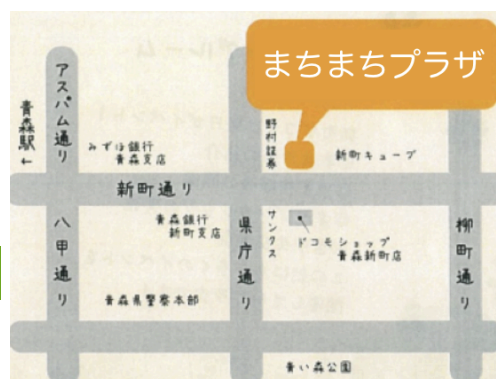 まちまちプラザ
アスパム通り
青森駅
←
みずほ銀行
青森支店
野村証券
新町キューブ
新町通り
八甲通り
青森銀行
新町支店
県庁通り
サンクス
ドコモショップ
青森新町店
柳町通り
青森県警察本部
青い森公園